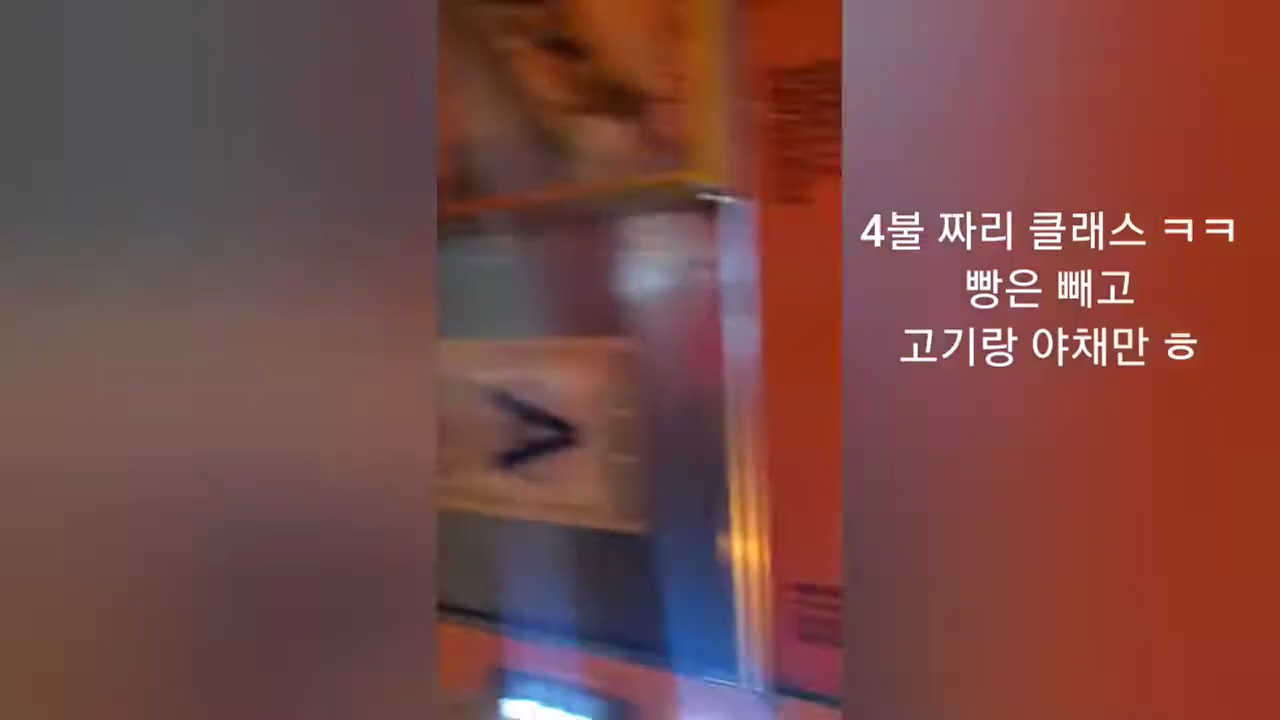 4불 짜리 클래스 ㅋㅋ
빵은 빼고
고기랑 야채만 ㅎ